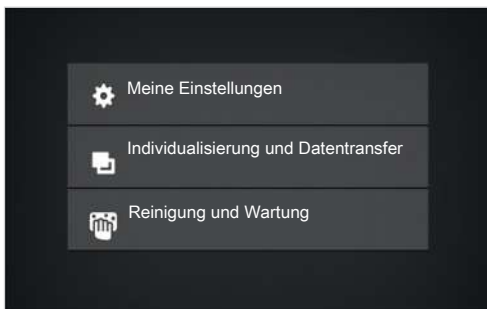 Meine Einstellungen
Individualisierung und Datentransfer
Reinigung und Wartung